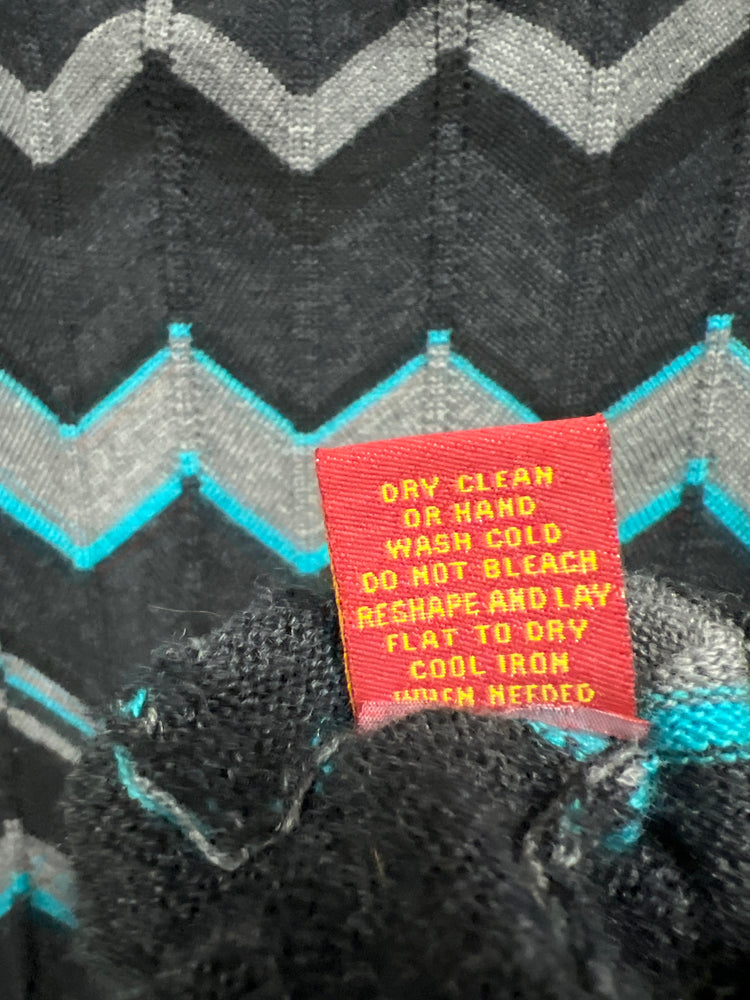 DRY CLEAN
OR HAND
WASH COLD
DO NOT BLEACH
RESHAPE AND LAY
FLAT TO DRY
COOL IRON
WHEN NEEDED